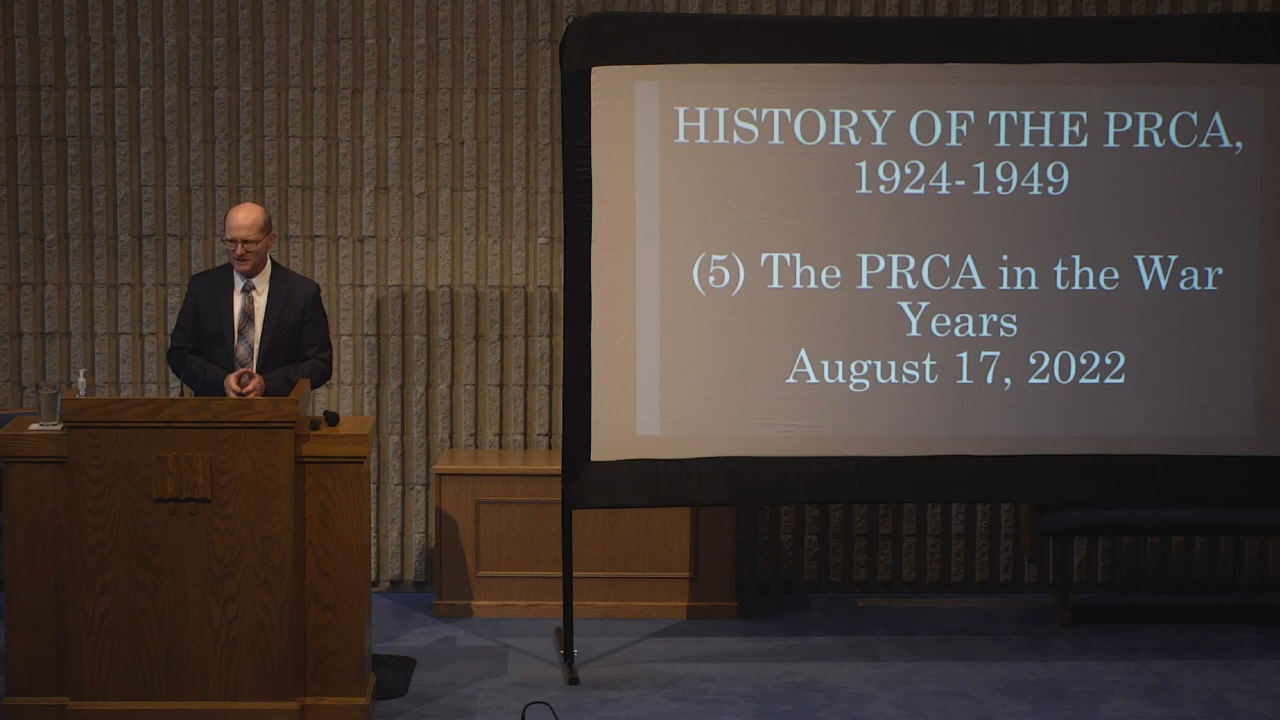 HISTORY OF THE PRCA,
1924-1949
(5) The PRCA in the War
Years
August 17, 2022